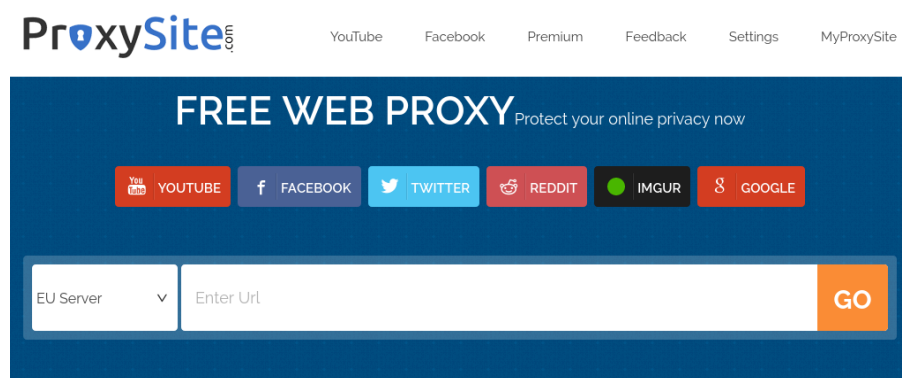 ProxySite.com
YouTube Facebook Premium Feedback Settings MyProxySite
FREE WEB PROXY Protect your online privacy now
You Tube YOUTUBE f FACEBOOK TWITTER REDDIT IMGUR 8 GOOGLE
EU Server Enter Url GO